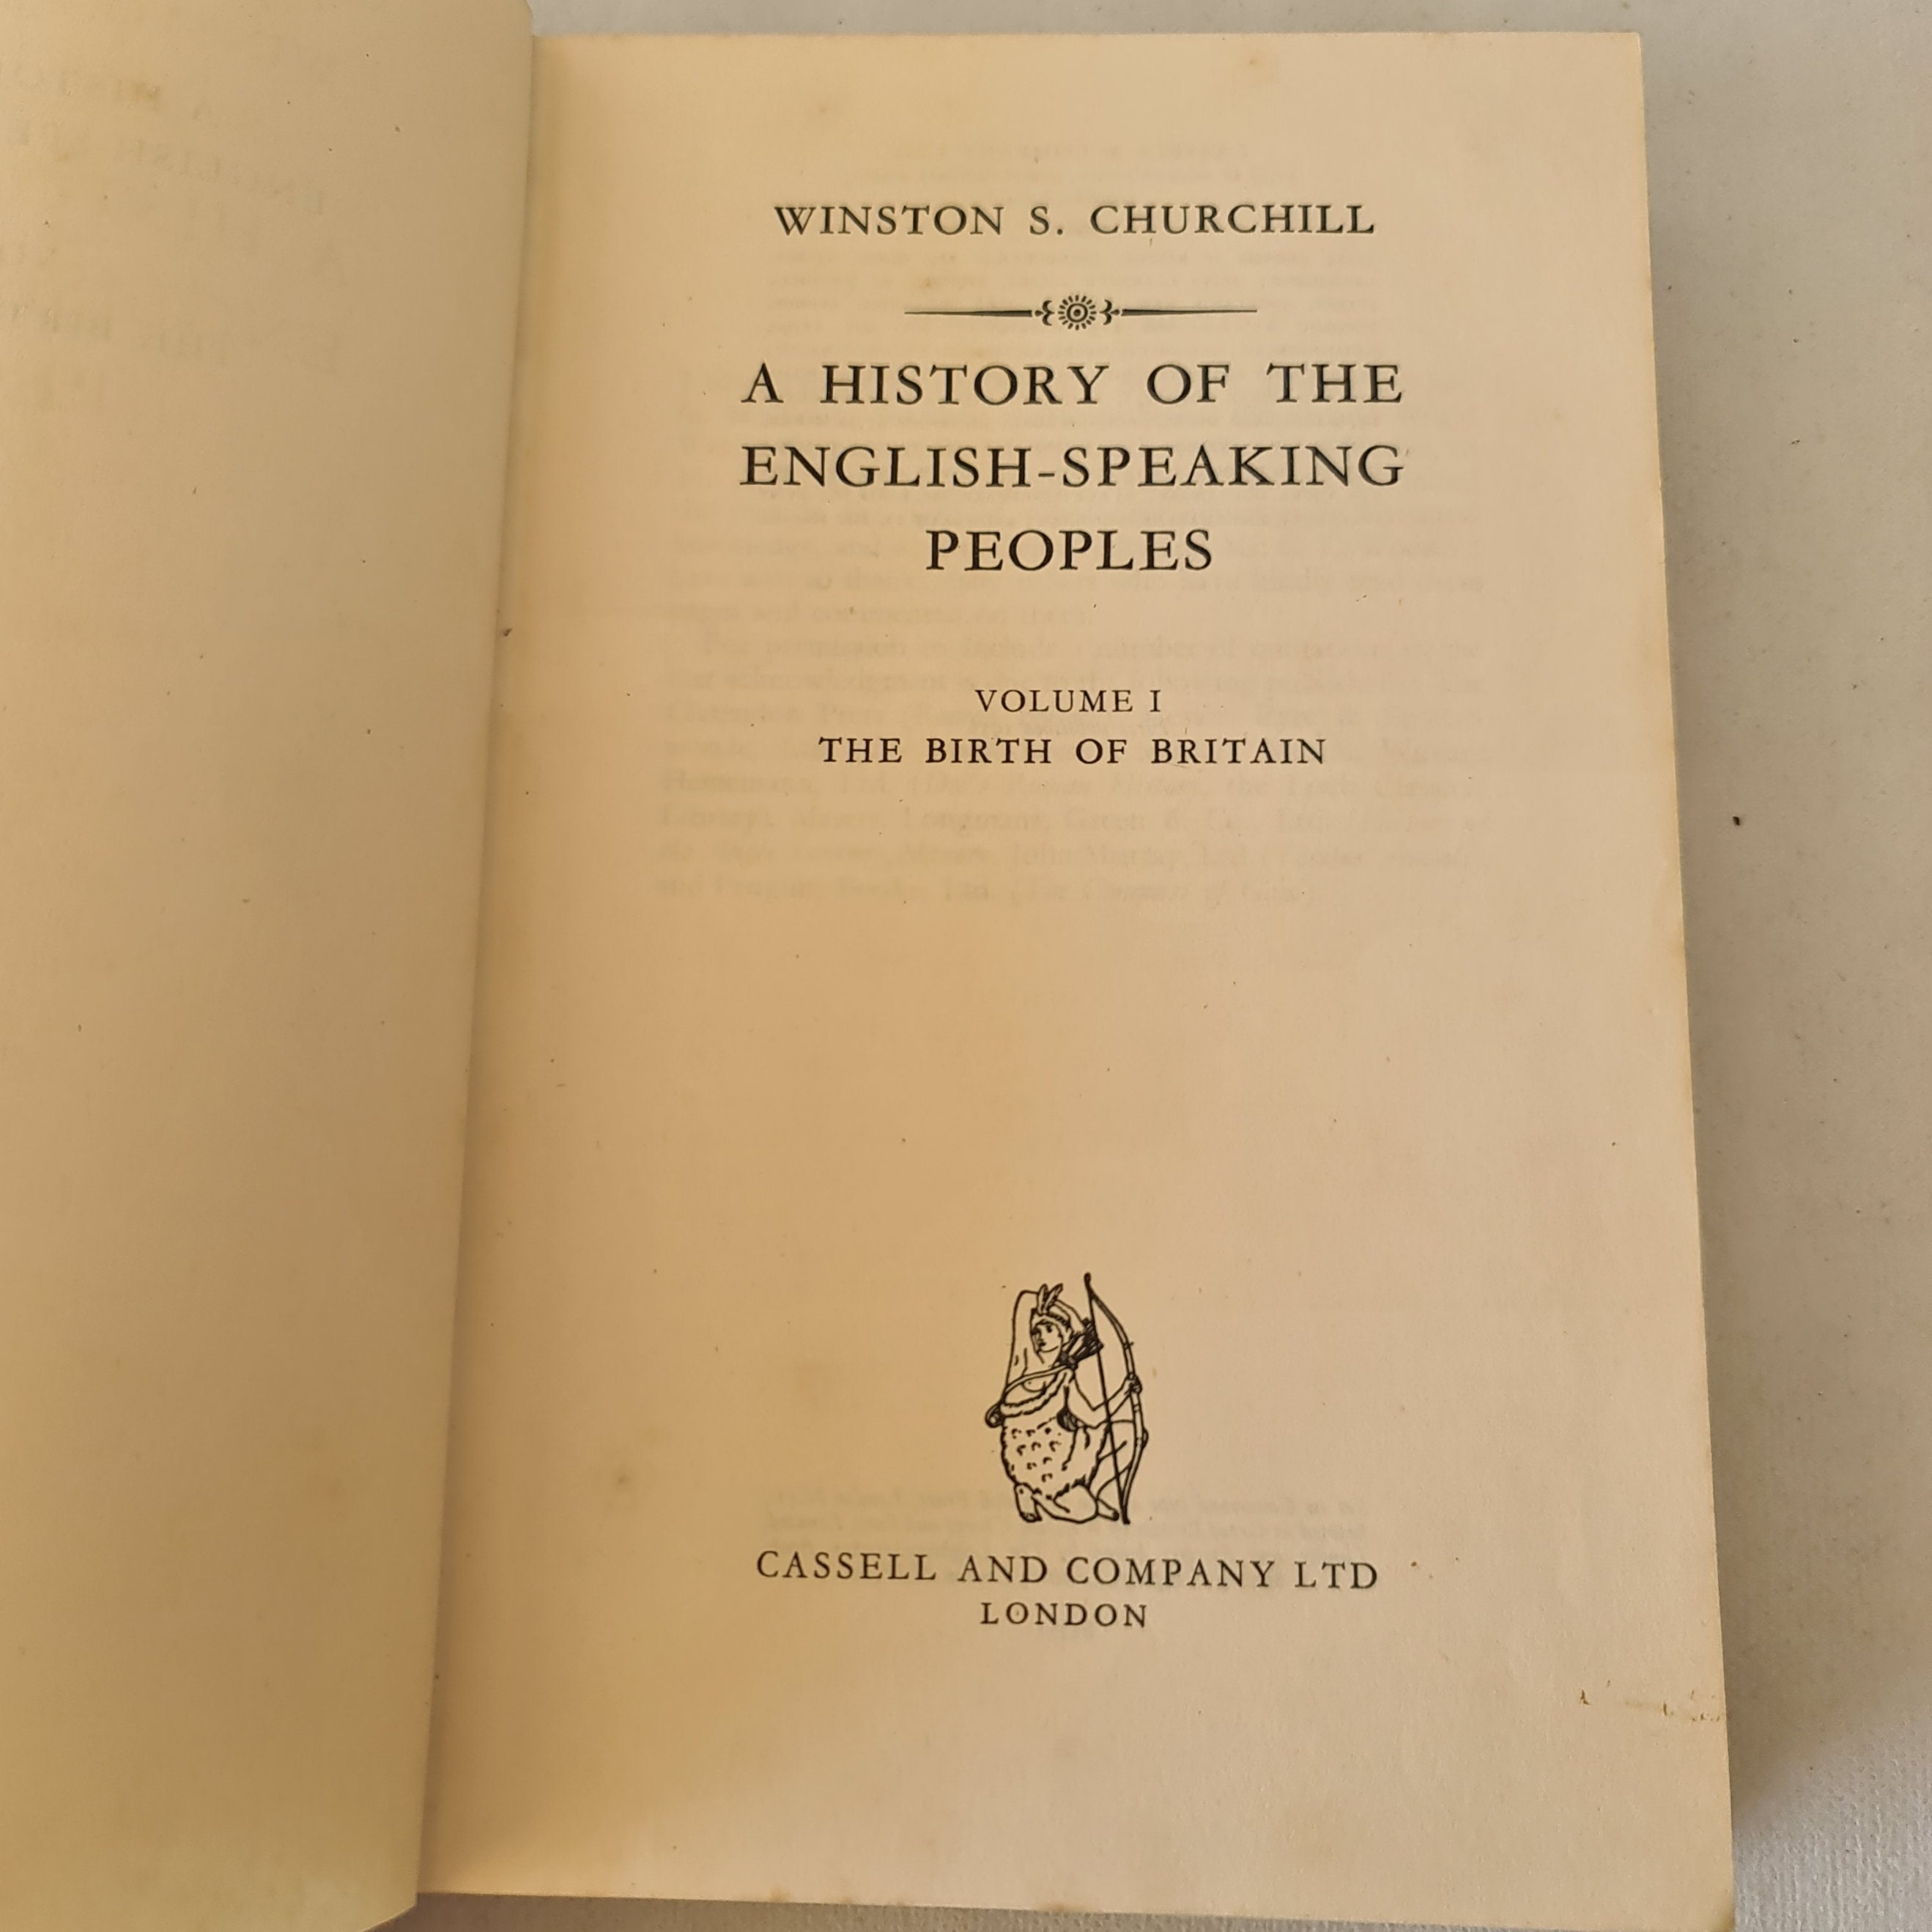 WINSTON S. CHURCHILL
A HISTORY OF THE
ENGLISH-SPEAKING
PEOPLES
VOLUME I
THE BIRTH OF BRITAIN
CASSELL AND COMPANY LTD
LONDON